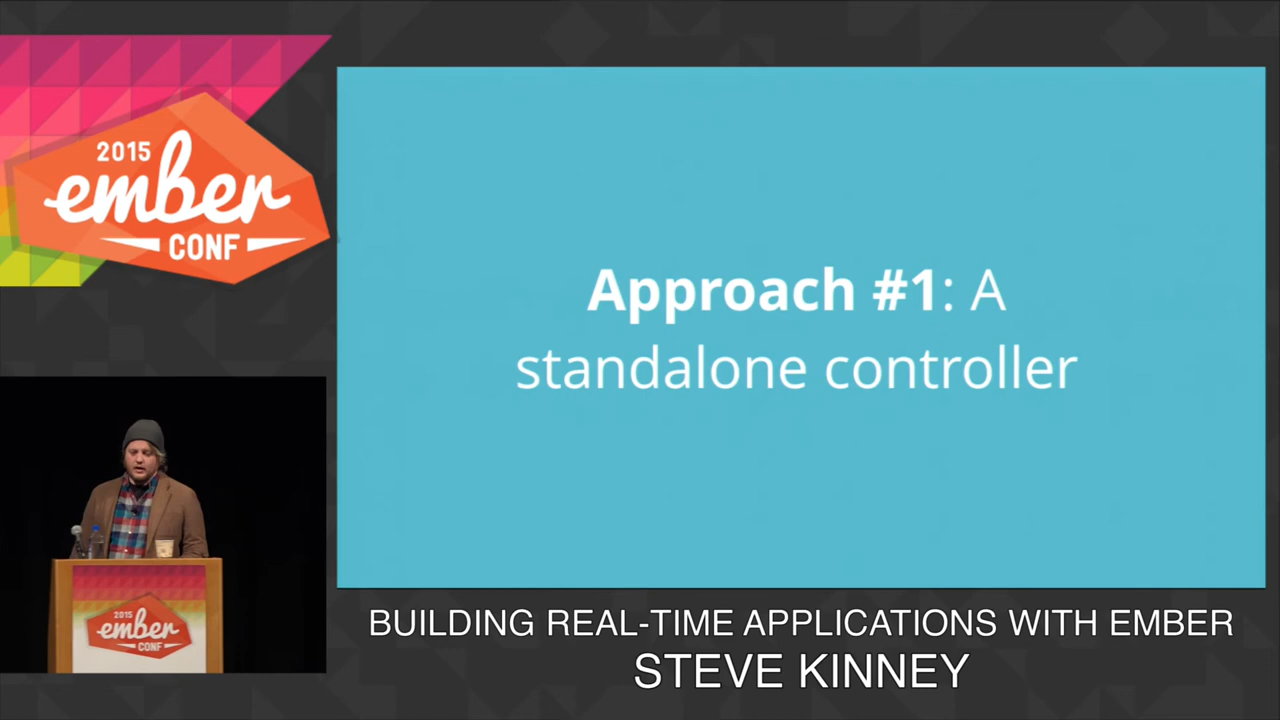 2015
ember
CONF
Approach #1: A
standalone controller
2015
ember
CONF
BUILDING REAL-TIME APPLICATIONS WITH EMBER
STEVE KINNEY